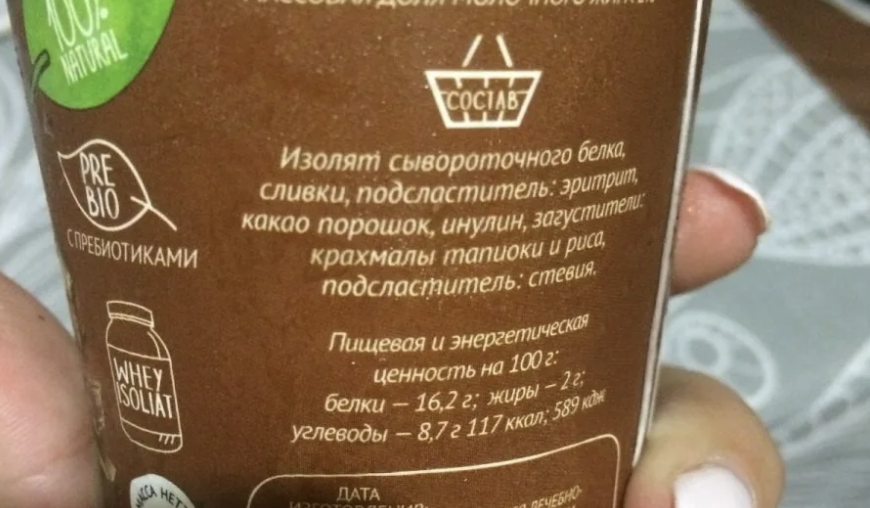 100%
NATURAL
СОСТАВ
PRE
BIO
С ПРЕБИОТИКАМИ
WHEY
ISOLIAT
Изолят сывороточного белка,
сливки, подсластитель: эритрит,
какао порошок, инулин, загустители:
крахмалы тапиоки и риса,
подсластитель: стевия.
Пищевая и энергетическая
ценность на 100 г:
белки – 16,2 г; жиры – 2 г;
углеводы – 8,7 г 117 ккал; 589 кдж
МАССА НЕТТ
ДАТА